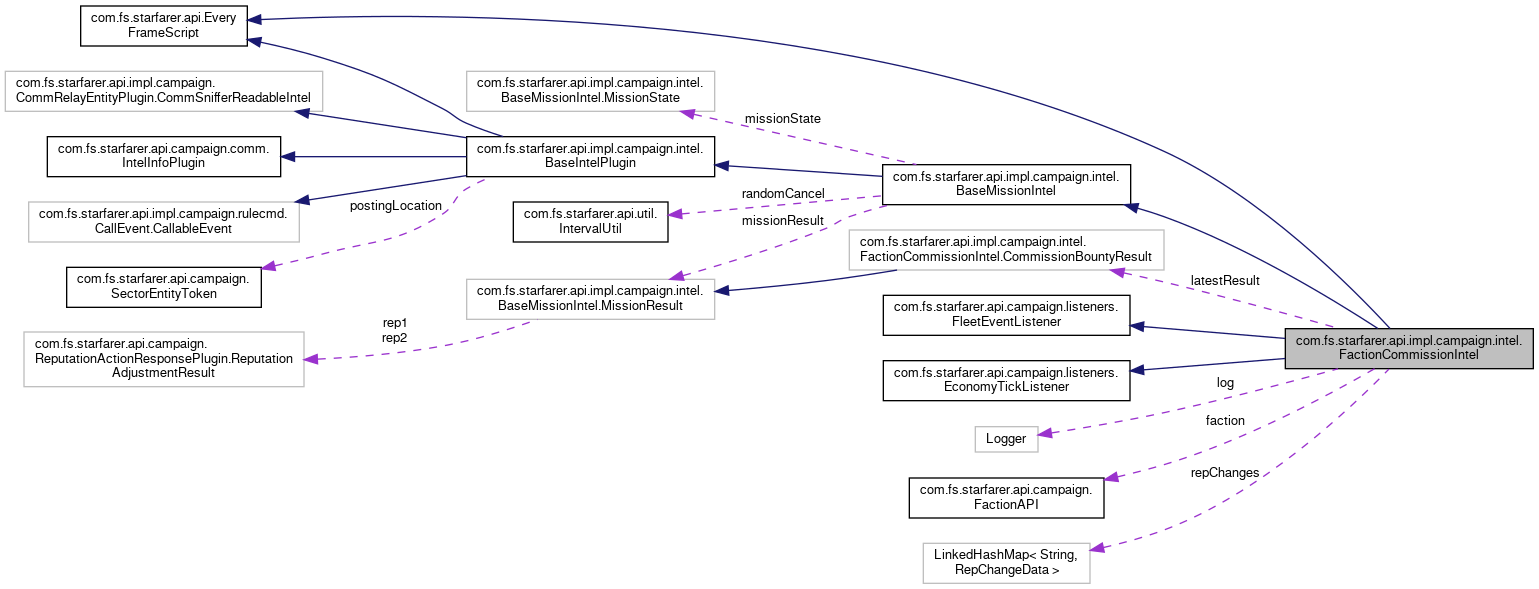 com.fs.starfarer.api.Every
FrameScript
com.fs.starfarer.api.impl.campaign.
CommRelayEntityPlugin.CommSnifferReadableIntel
com.fs.starfarer.api.campaign.comm.
IntelInfoPlugin
com.fs.starfarer.api.impl.campaign.rulecmd.
CallEvent.CallableEvent
com.fs.starfarer.api.campaign.
SectorEntityToken
com.fs.starfarer.api.campaign.
ReputationActionResponsePlugin.Reputation
AdjustmentResult
postingLocation
rep1
rep2
com.fs.starfarer.api.impl.campaign.intel.
BaseMissionIntel.MissionState
com.fs.starfarer.api.impl.campaign.intel.
BaseIntelPlugin
com.fs.starfarer.api.util.
IntervalUtil
com.fs.starfarer.api.impl.campaign.intel.
BaseMissionIntel.MissionResult
missionState
randomCancel
missionResult
com.fs.starfarer.api.impl.campaign.intel.
BaseMissionIntel
com.fs.starfarer.api.impl.campaign.intel.
FactionCommissionIntel.CommissionBountyResult
com.fs.starfarer.api.campaign.listeners.
FleetEventListener
com.fs.starfarer.api.campaign.listeners.
EconomyTickListener
Logger
com.fs.starfarer.api.campaign.
FactionAPI
LinkedHashMap< String,
RepChangeData >
latestResult
log
faction
repChanges
com.fs.starfarer.api.impl.campaign.intel.
FactionCommissionIntel